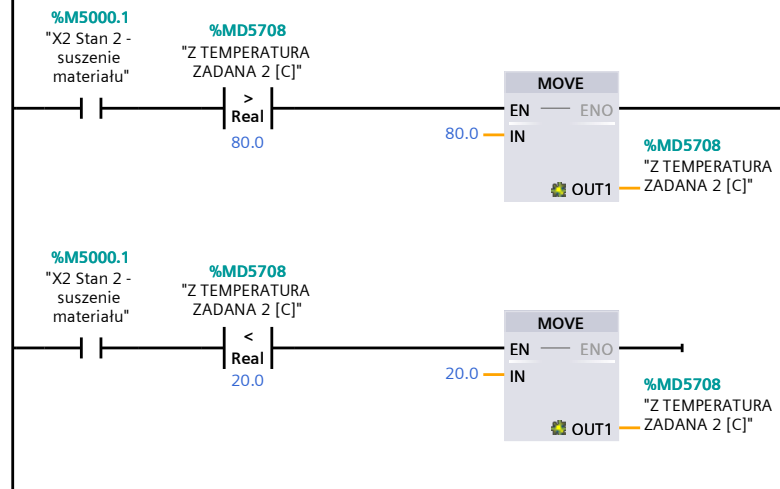 %M5000.1
"X2 Stan 2 -
suszenie
materiału"
%MD5708
"Z TEMPERATURA
ZADANA 2 [C]"
>
Real
80.0
MOVE
EN
ENO
80.0
IN
OUT1
%MD5708
"Z TEMPERATURA
ZADANA 2 [C]"
%M5000.1
"X2 Stan 2 -
suszenie
materiału"
%MD5708
"Z TEMPERATURA
ZADANA 2 [C]"
<
Real
20.0
MOVE
EN
ENO
20.0
IN
OUT1
%MD5708
"Z TEMPERATURA
ZADANA 2 [C]"